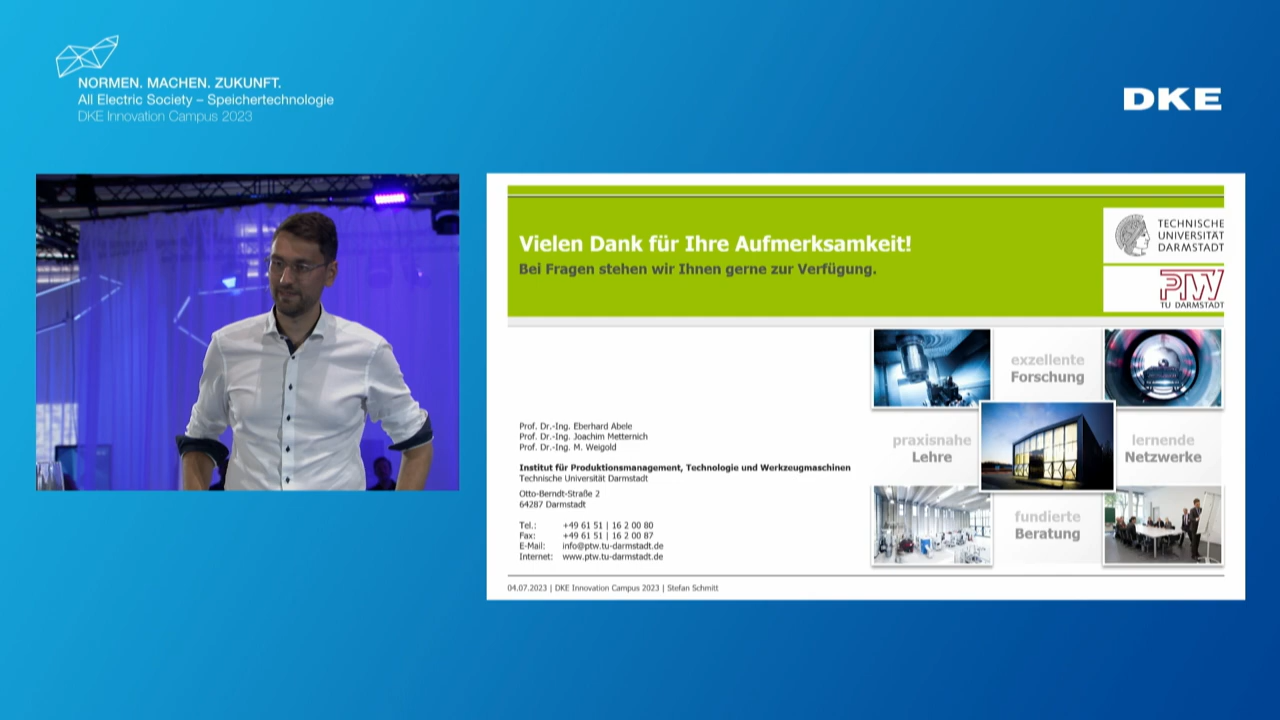 NORMEN. MACHEN. ZUKUNFT.
All Electric Society – Speichertechnologie
DKE Innovation Campus 2023
DKE
Vielen Dank für Ihre Aufmerksamkeit!
Bei Fragen stehen wir Ihnen gerne zur Verfügung.
TECHNISCHE
UNIVERSITÄT
DARMSTADT
PTW
TU DARMSTADT
exzellente
Forschung
praxisnahe
Lehre
lernende
Netzwerke
fundierte
Beratung
Prof. Dr.-Ing. Eberhard Abele
Prof. Dr.-Ing. Joachim Metternich
Prof. Dr.-Ing. M. Weigold
Institut für Produktionsmanagement, Technologie und Werkzeugmaschinen
Technische Universität Darmstadt
Otto-Berndt-Straße 2
64287 Darmstadt
Tel.: +49 61 51 | 16 2 00 80
Fax: +49 61 51 | 16 2 00 87
E-Mail: info@ptw.tu-darmstadt.de
Internet: www.ptw.tu-darmstadt.de
04.07.2023 | DKE Innovation Campus 2023 | Stefan Schmitt